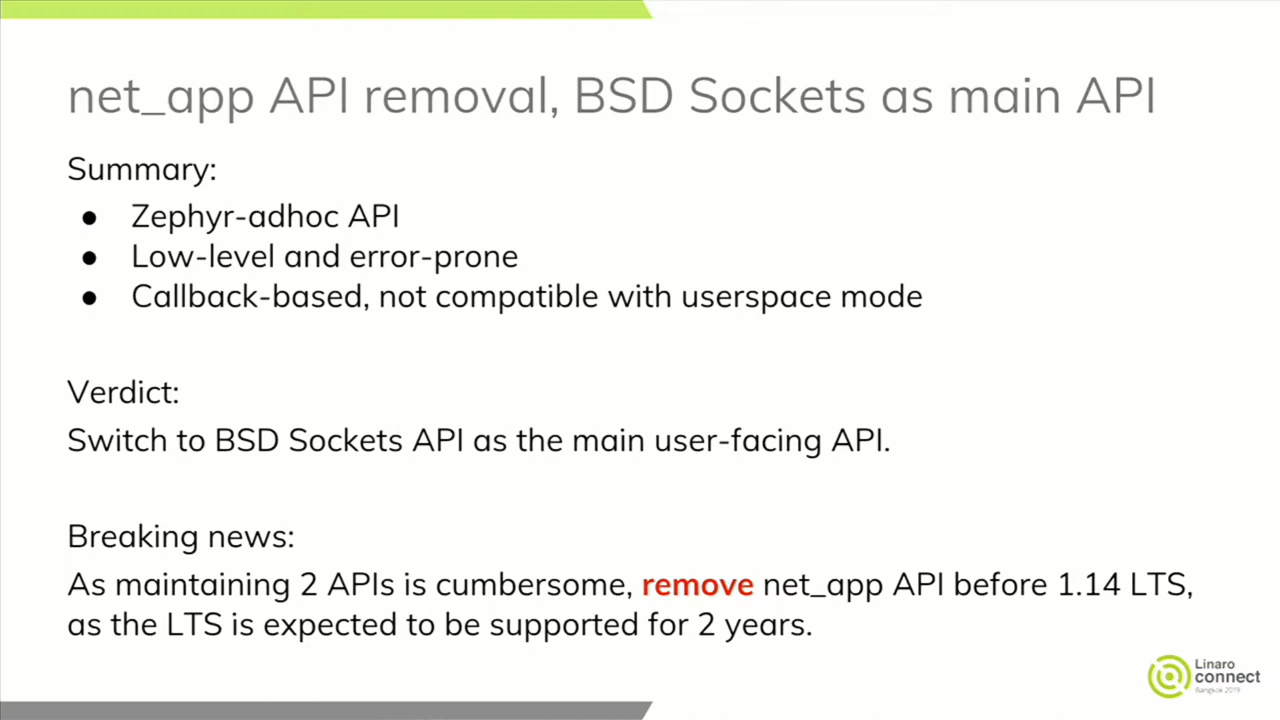 net_app API removal, BSD Sockets as main API
Summary:
● Zephyr-adhoc API
● Low-level and error-prone
● Callback-based, not compatible with userspace mode
Verdict:
Switch to BSD Sockets API as the main user-facing API.
Breaking news:
As maintaining 2 APIs is cumbersome, remove net_app API before 1.14 LTS,
as the LTS is expected to be supported for 2 years.
Linaro
connect
Bangkok 2019